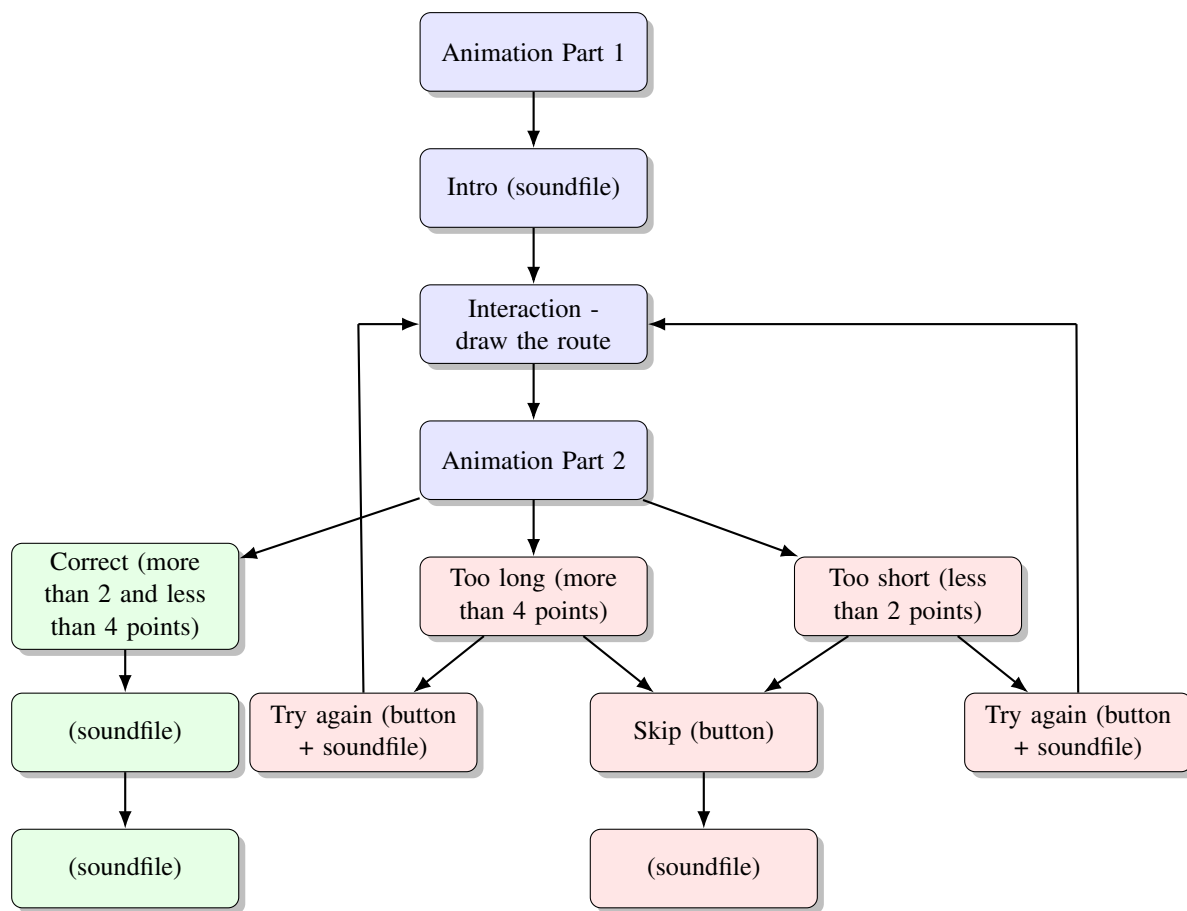 Animation Part 1
Intro (soundfile)
Interaction -
draw the route
Animation Part 2
Correct (more
than 2 and less
than 4 points)
Too long (more
than 4 points)
Too short (less
than 2 points)
(soundfile)
Try again (button
+ soundfile)
Skip (button)
Try again (button
+ soundfile)
(soundfile)
(soundfile)